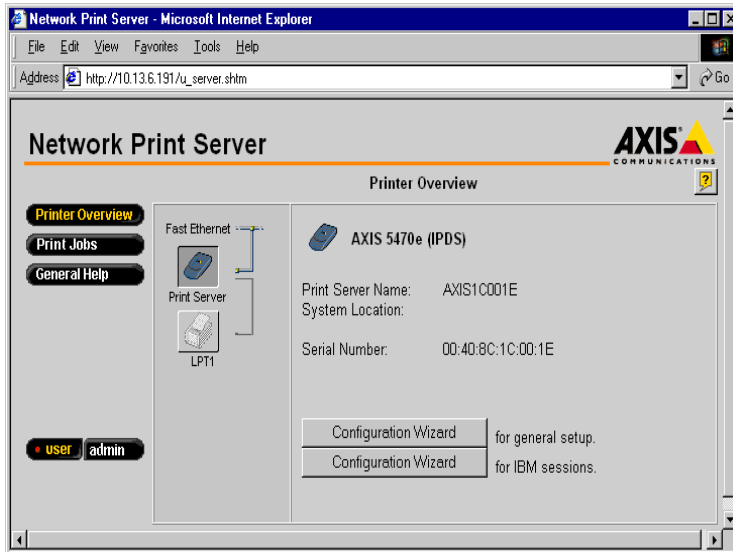 Network Print Server - Microsoft Internet Explorer
File Edit View Favorites Tools Help
Address http://10.13.6.191/u_server.shtm Go
Network Print Server
AXIS
COMMUNICATIONS
Printer Overview
?
Printer Overview
Print Jobs
General Help
user admin
Fast Ethernet
Print Server
LPT1
AXIS 5470e (IPDS)
Print Server Name: AXIS1C001E
System Location:
Serial Number: 00:40:8C:1C:00:1E
Configuration Wizard for general setup.
Configuration Wizard for IBM sessions.